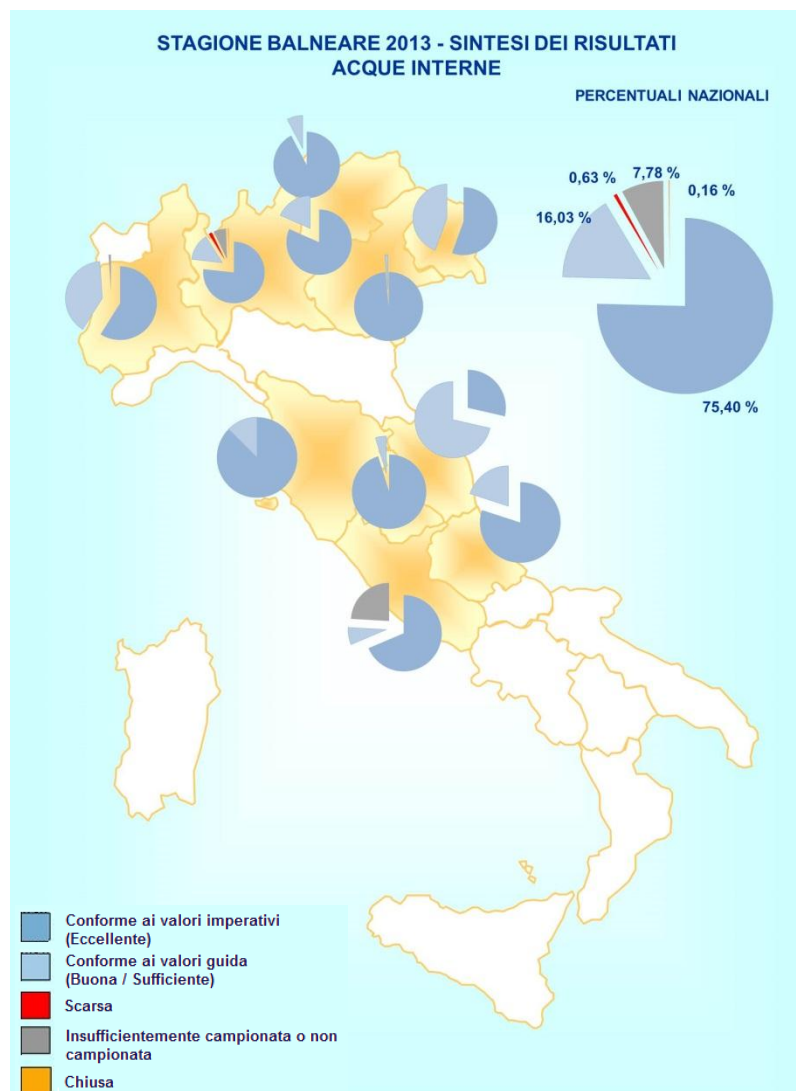 STAGIONE BALNEARE 2013 - SINTESI DEI RISULTATI
ACQUE INTERNE
PERCENTUALI NAZIONALI
0,63 %
7,78 %
0,16 %
16,03 %
75,40 %
Conforme ai valori imperativi
(Eccellente)
Conforme ai valori guida
(Buona / Sufficiente)
Scarsa
Insufficientemente campionata o non
campionata
Chiusa